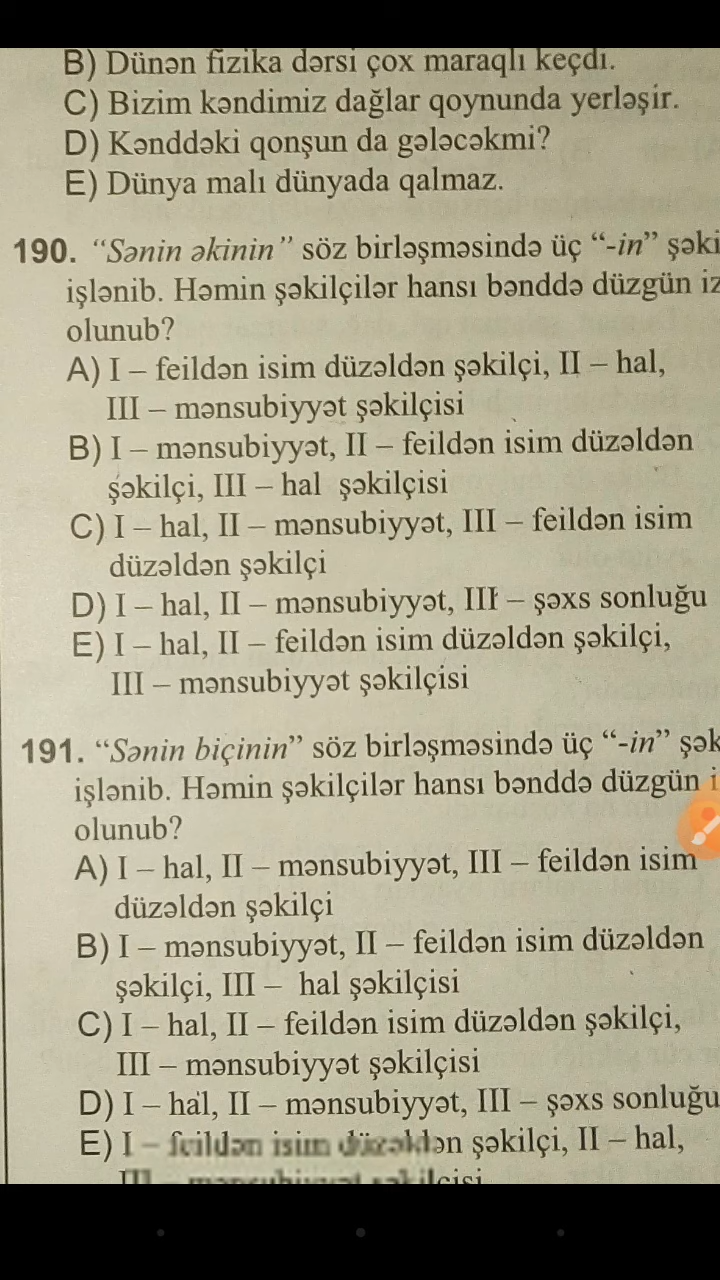 B) Dünən fizika dərsi çox maraqlı keçdi.
C) Bizim kəndimiz dağlar qoynunda yerləşir.
D) Kənddəki qonşun da gələcəkmi?
E) Dünya malı dünyada qalmaz.
190. “Sənin əkinin” söz birləşməsində üç “-in” şəki
işlənib. Həmin şəkilçilər hansı bənddə düzgün iz
olunub?
A) I – feildən isim düzəldən şəkilçi, II – hal,
III – mənsubiyyət şəkilçisi
B) I – mənsubiyyət, II – feildən isim düzəldən
şəkilçi, III – hal şəkilçisi
C) I – hal, II – mənsubiyyət, III – feildən isim
düzəldən şəkilçi
D) I – hal, II – mənsubiyyət, III – şəxs sonluğu
E) I – hal, II – feildən isim düzəldən şəkilçi,
III – mənsubiyyət şəkilçisi
191. “Sənin biçinin” söz birləşməsində üç “-in” şək
işlənib. Həmin şəkilçilər hansı bənddə düzgün i
olunub?
A) I – hal, II – mənsubiyyət, III – feildən isim
düzəldən şəkilçi
B) I – mənsubiyyət, II – feildən isim düzəldən
şəkilçi, III – hal şəkilçisi
C) I – hal, II – feildən isim düzəldən şəkilçi,
III – mənsubiyyət şəkilçisi
D) I – hal, II – mənsubiyyət, III – şəxs sonluğu
E) I – feildən isim düzəldən şəkilçi, II – hal,
III – mənsubiyyət şəkilçisi